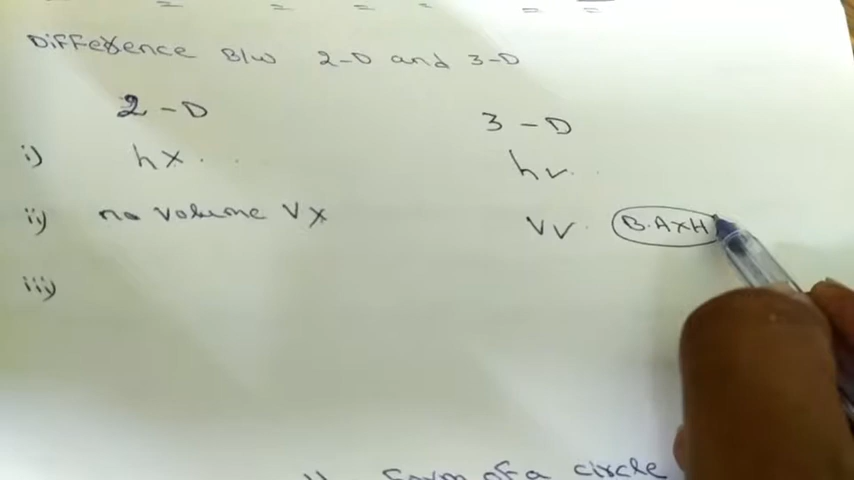 Difference B/w 2-D and 3-D
2-D 3-D
i) h✗. h✓.
ii) no volume V✗ V✓. B.A×H
iii)
Form of a circle